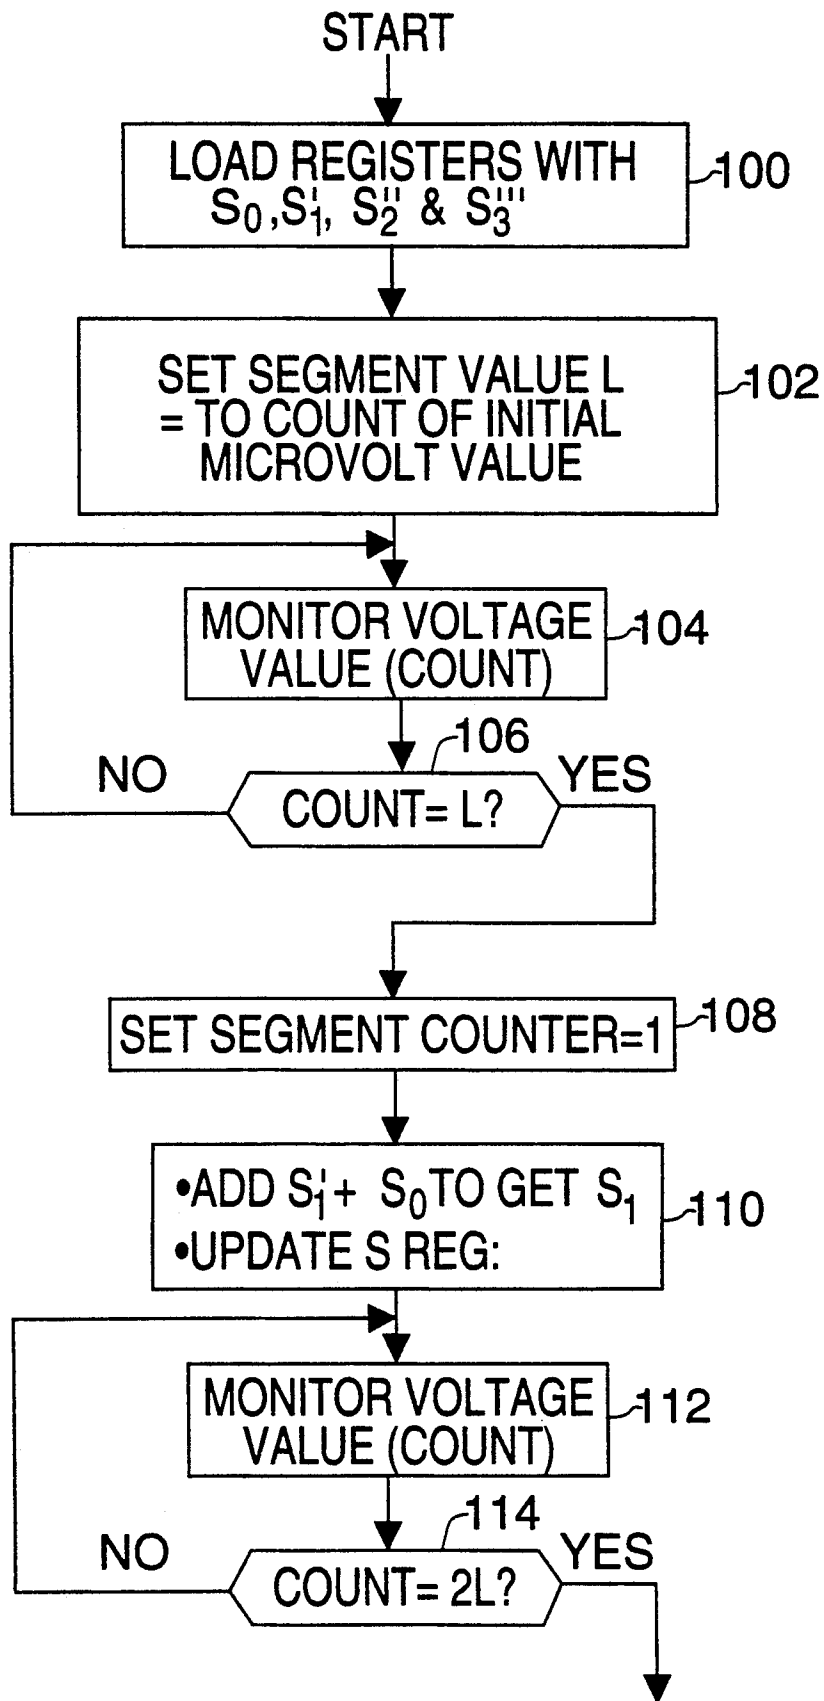 START
LOAD REGISTERS WITH
S₀, S₁', S₂'' & S₃'''
100
SET SEGMENT VALUE L
= TO COUNT OF INITIAL
MICROVOLT VALUE
102
MONITOR VOLTAGE
VALUE (COUNT)
104
106
NO
COUNT= L?
YES
SET SEGMENT COUNTER=1
108
•ADD S₁'+ S₀ TO GET S₁
•UPDATE S REG:
110
MONITOR VOLTAGE
VALUE (COUNT)
112
114
NO
COUNT= 2L?
YES